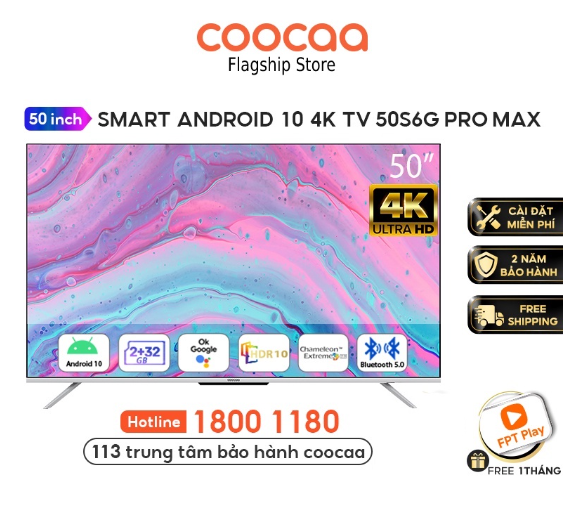 coocaa
Flagship Store
50 inch SMART ANDROID 10 4K TV 50S6G PRO MAX
50"
4K
ULTRA HD
CÀI ĐẶT
MIỄN PHÍ
2 NĂM
BẢO HÀNH
FREE
SHIPPING
Android 10
2+32
GB
Ok
Google
HDR10
Chameleon™
Extreme
Bluetooth 5.0
coocaa
Hotline 1800 1180
113 trung tâm bảo hành coocaa
FPT Play
FREE 1THÁNG